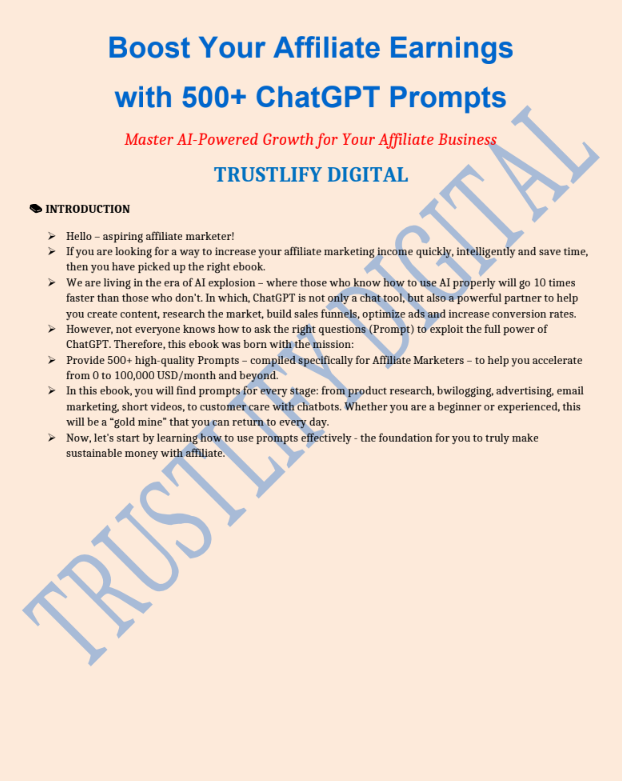 Boost Your Affiliate Earnings
with 500+ ChatGPT Prompts
Master AI-Powered Growth for Your Affiliate Business
TRUSTLIFY DIGITAL
INTRODUCTION
Hello – aspiring affiliate marketer!
If you are looking for a way to increase your affiliate marketing income quickly, intelligently and save time,
then you have picked up the right ebook.
We are living in the era of AI explosion – where those who know how to use AI properly will go 10 times
faster than those who don't. In which, ChatGPT is not only a chat tool, but also a powerful partner to help
you create content, research the market, build sales funnels, optimize ads and increase conversion rates.
However, not everyone knows how to ask the right questions (Prompt) to exploit the full power of
ChatGPT. Therefore, this ebook was born with the mission:
Provide 500+ high-quality Prompts – compiled specifically for Affiliate Marketers – to help you accelerate
from 0 to 100,000 USD/month and beyond.
In this ebook, you will find prompts for every stage: from product research, bwilogging, advertising, email
marketing, short videos, to customer care with chatbots. Whether you are a beginner or experienced, this
will be a "gold mine" that you can return to every day.
Now, let's start by learning how to use prompts effectively - the foundation for you to truly make
sustainable money with affiliate.
TRUSTLIFY DIGITAL